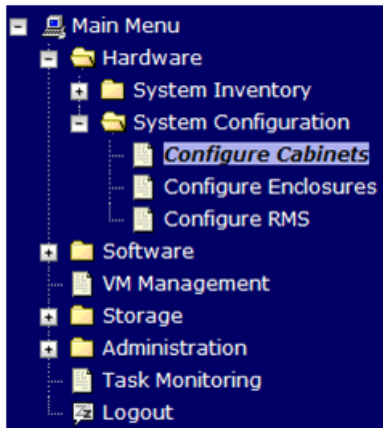 Main Menu
Hardware
System Inventory
System Configuration
Configure Cabinets
Configure Enclosures
Configure RMS
Software
VM Management
Storage
Administration
Task Monitoring
Logout